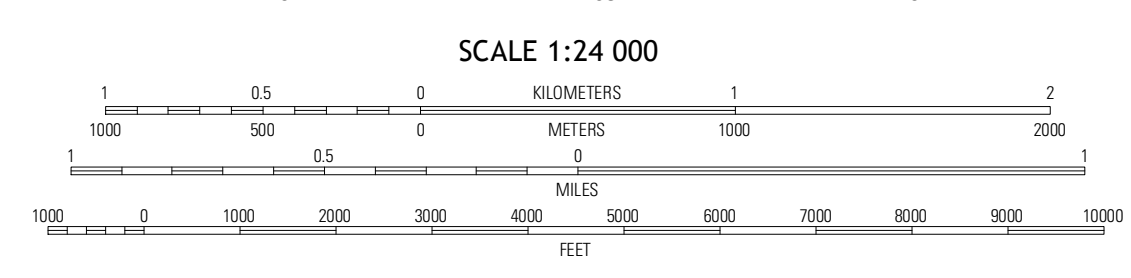 SCALE 1:24 000
1 0.5 0 KILOMETERS 1 2
1000 500 0 METERS 1000 2000
1 0.5 0 1
MILES
1000 0 1000 2000 3000 4000 5000 6000 7000 8000 9000 10000
FEET